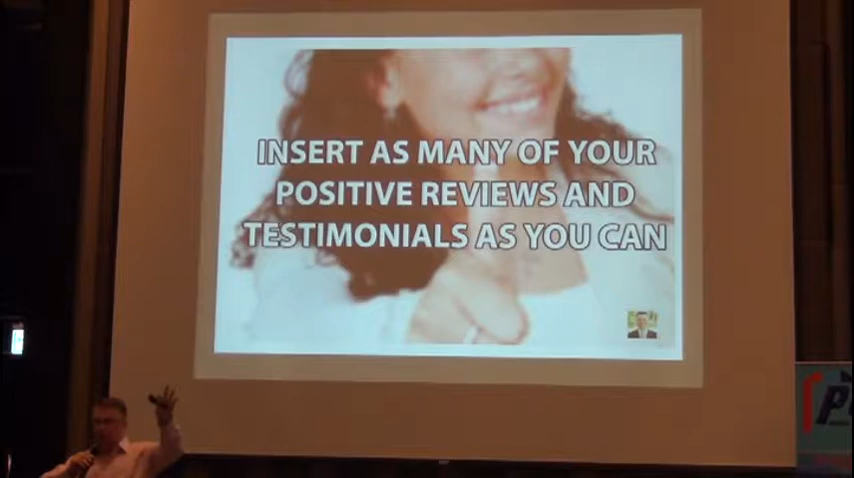 INSERT AS MANY OF YOUR
POSITIVE REVIEWS AND
TESTIMONIALS AS YOU CAN